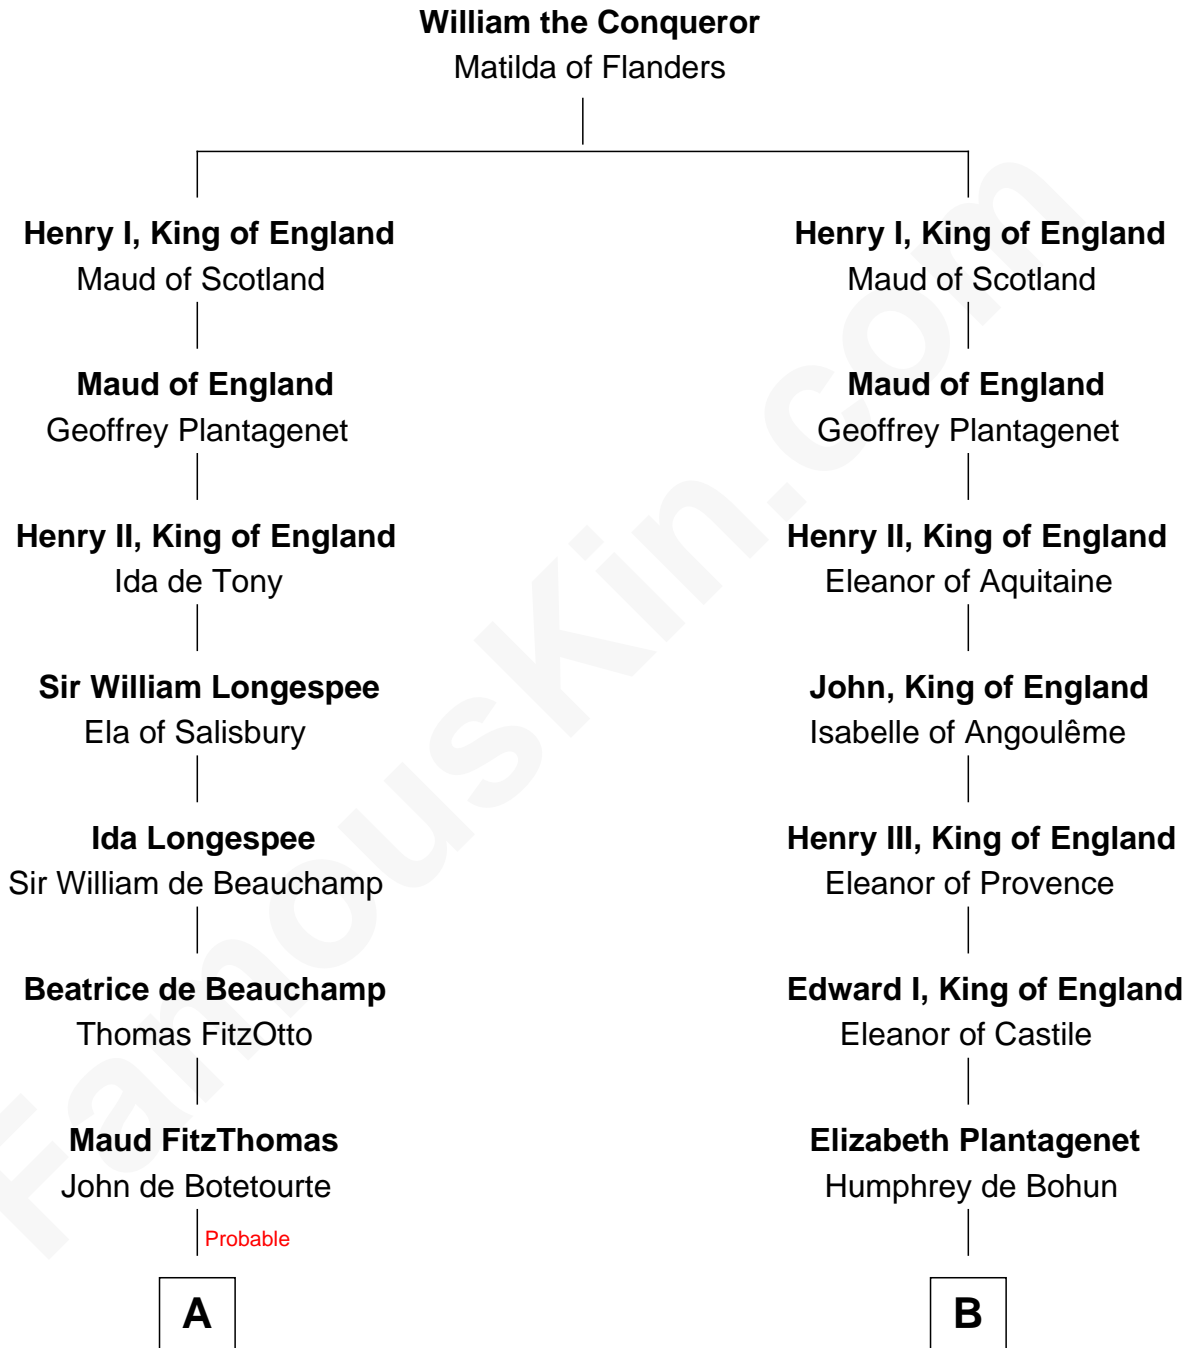 William the Conqueror
Matilda of Flanders
Henry I, King of England
Maud of Scotland
Maud of England
Geoffrey Plantagenet
Henry II, King of England
Ida de Tony
Sir William Longespee
Ela of Salisbury
Ida Longespee
Sir William de Beauchamp
Beatrice de Beauchamp
Thomas FitzOtto
Maud FitzThomas
John de Botetourte
Probable
A
Henry I, King of England
Maud of Scotland
Maud of England
Geoffrey Plantagenet
Henry II, King of England
Eleanor of Aquitaine
John, King of England
Isabelle of Angoulême
Henry III, King of England
Eleanor of Provence
Edward I, King of England
Eleanor of Castile
Elizabeth Plantagenet
Humphrey de Bohun
B
FamousKin.com